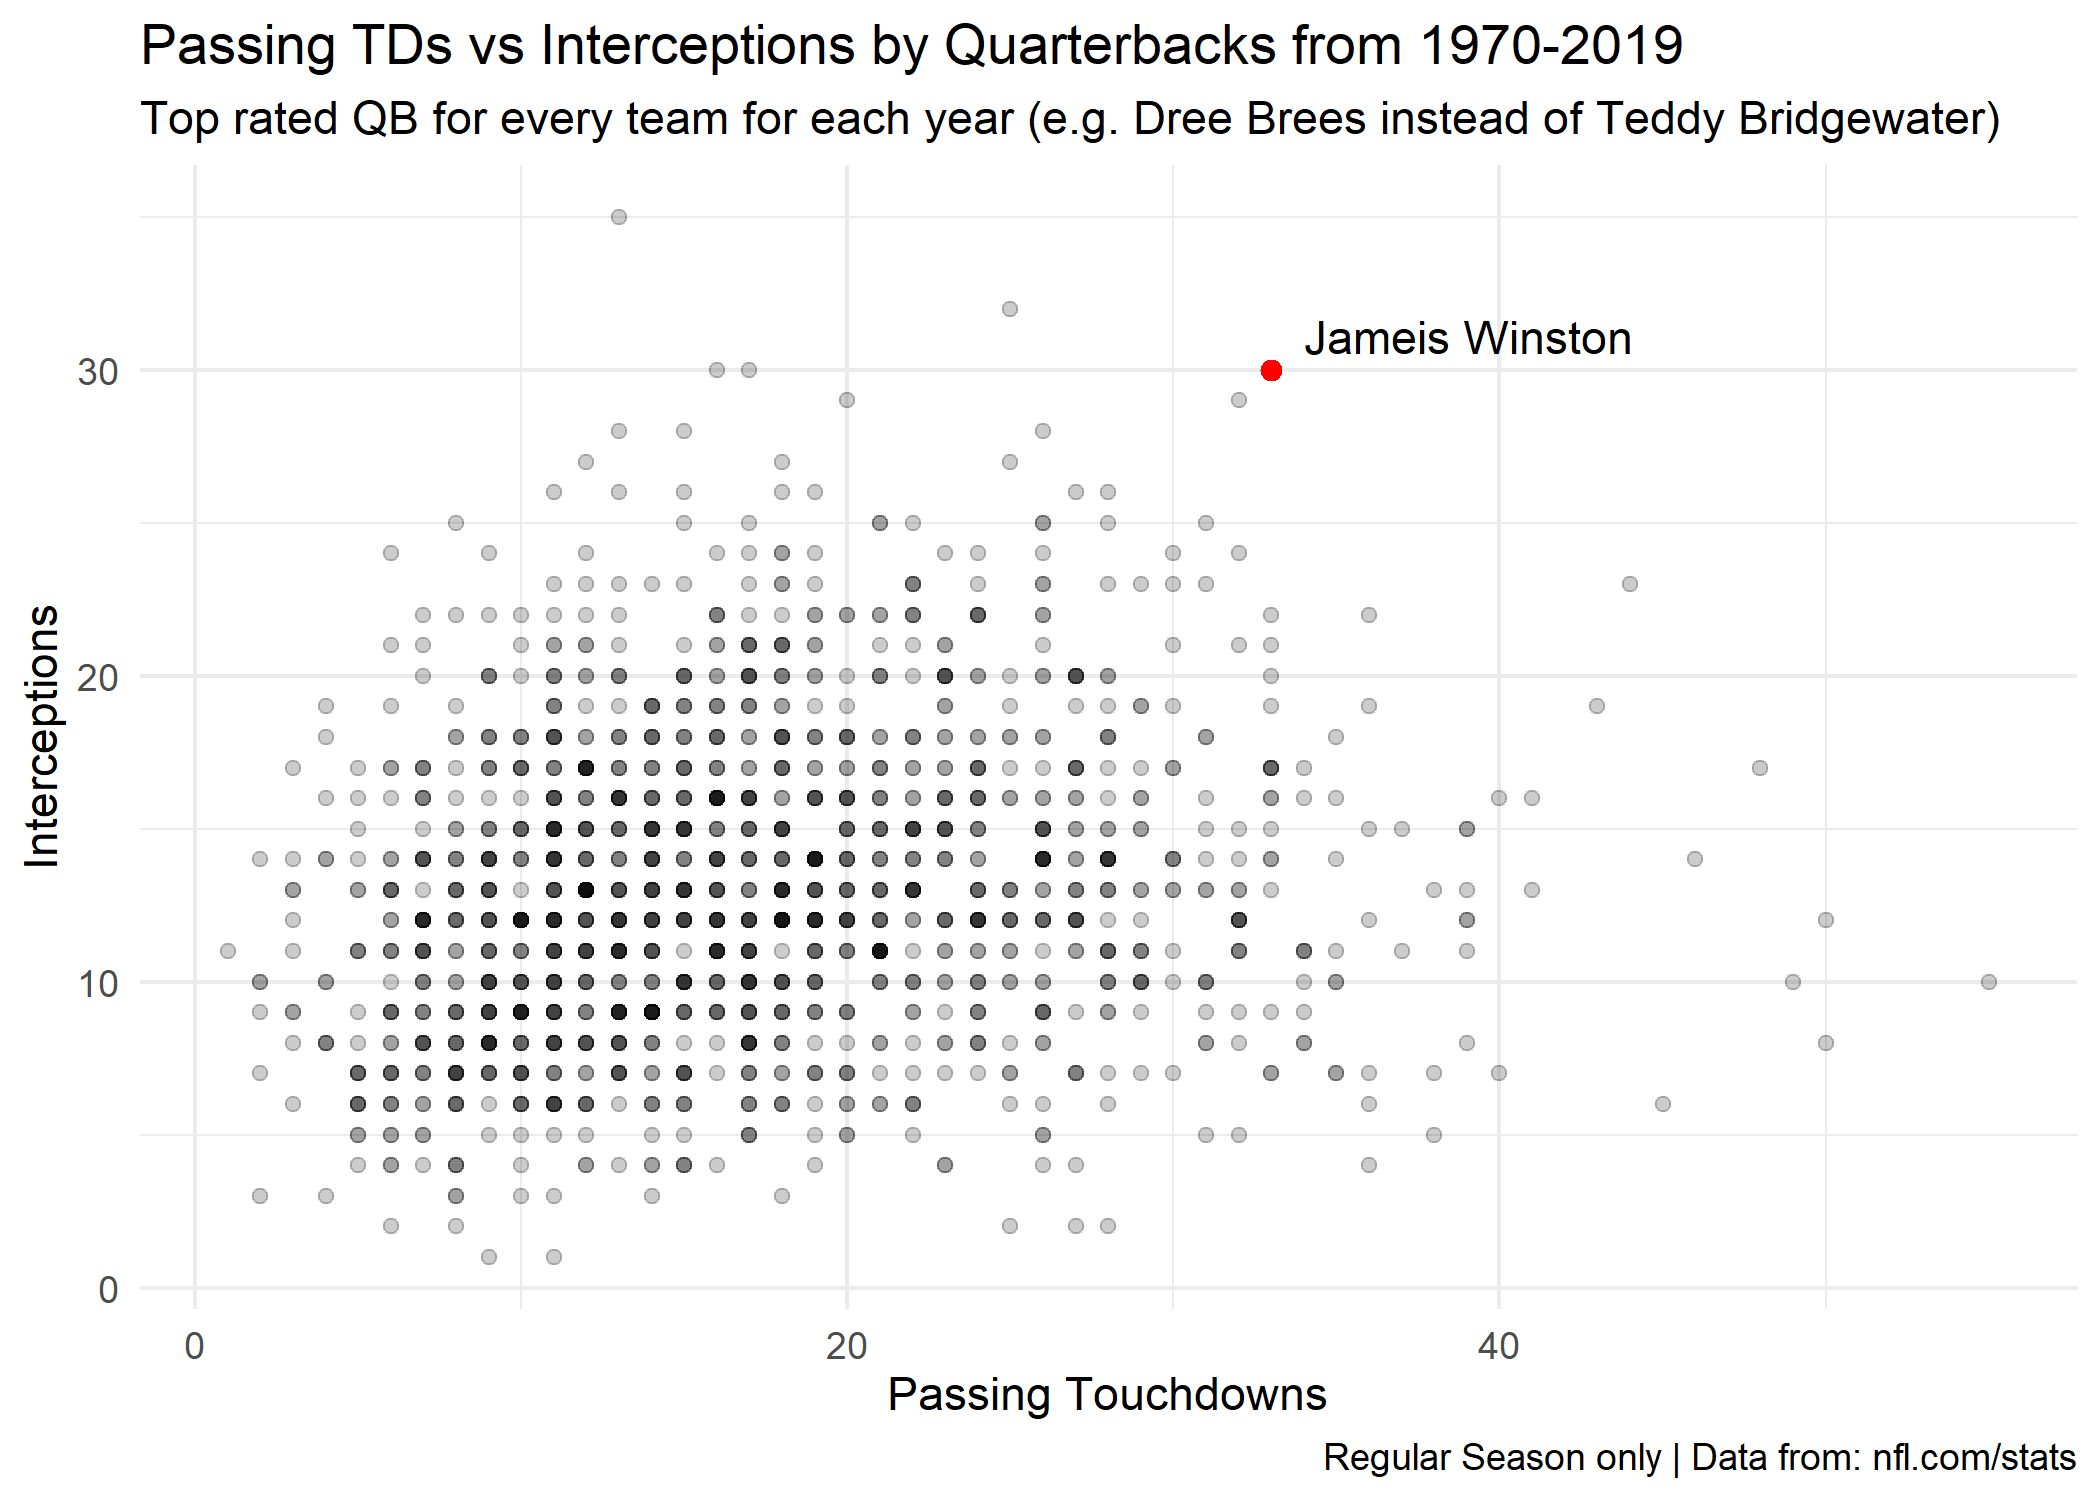 Passing TDs vs Interceptions by Quarterbacks from 1970-2019
Top rated QB for every team for each year (e.g. Dree Brees instead of Teddy Bridgewater)
Jameis Winston
30
20
10
0
Interceptions
0 20 40
Passing Touchdowns
Regular Season only | Data from: nfl.com/stats